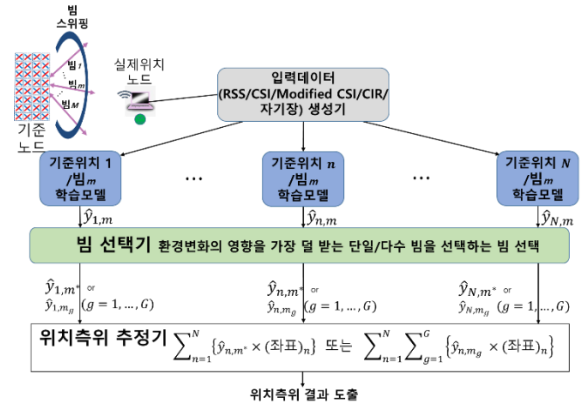 빔
스위핑
빔1
빔m
빔M
기준
노드
실제위치
노드
입력데이터
(RSS/CSI/Modified CSI/CIR/
자기장) 생성기
기준위치 1
/빔m
학습모델
...
기준위치 n
/빔m
학습모델
...
기준위치 N
/빔m
학습모델
ŷ1,m
ŷn,m
ŷN,m
빔 선택기 환경변화의 영향을 가장 덜 받는 단일/다수 빔을 선택하는 빔 선택
ŷ1,m* or
ŷ1,mg (g = 1, ..., G)
ŷn,m* or
ŷn,mg (g = 1, ..., G)
ŷN,m* or
ŷN,mg (g = 1, ..., G)
위치측위 추정기 ∑n=1N {ŷn,m* × (좌표)n} 또는 ∑n=1N ∑g=1G {ŷn,mg × (좌표)n}
위치측위 결과 도출